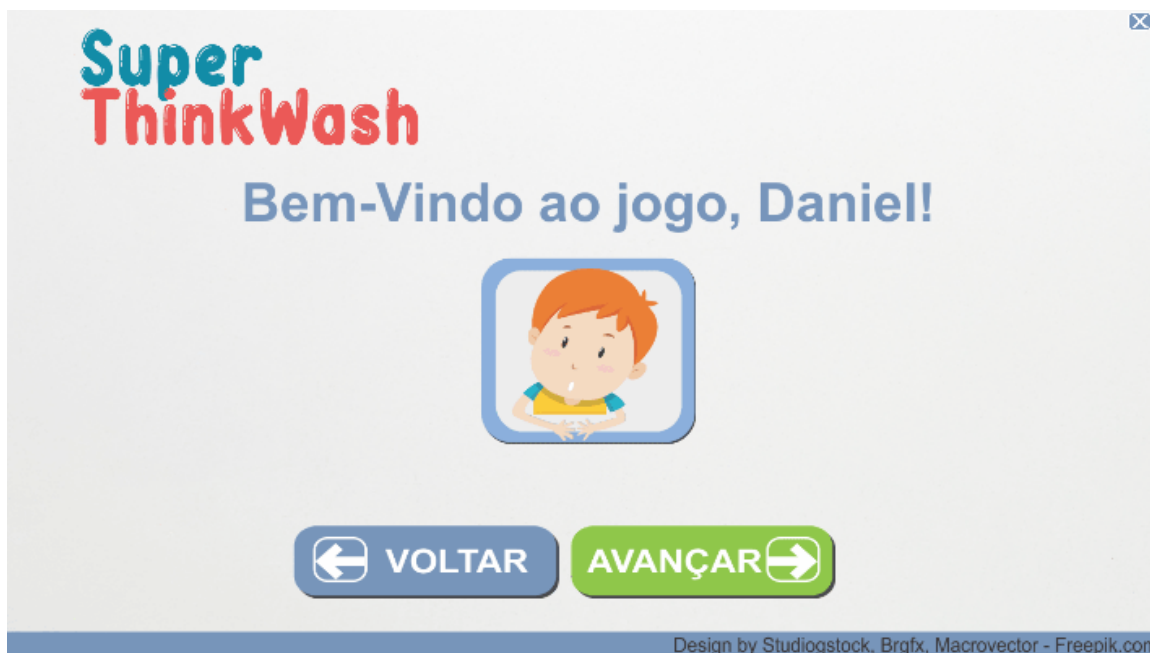 Super
ThinkWash
Bem-Vindo ao jogo, Daniel!
VOLTAR
AVANÇAR
Design by Studiogstock, Brgfx, Macrovector - Freepik.com